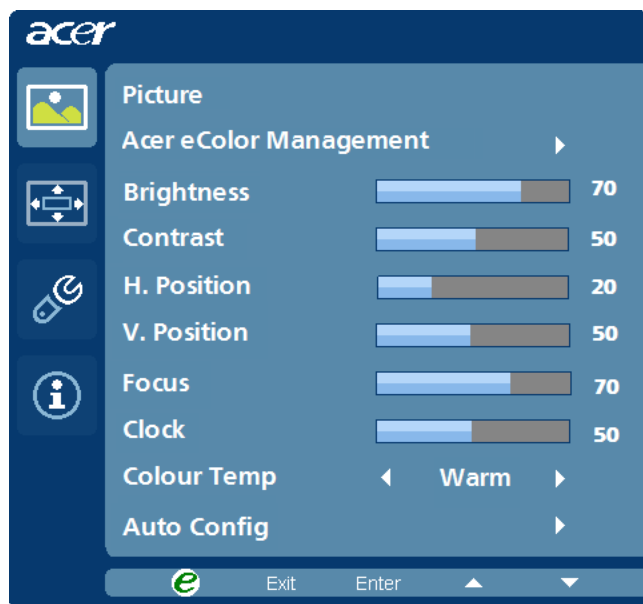 acer
Picture
Acer eColor Management
Brightness 70
Contrast 50
H. Position 20
V. Position 50
Focus 70
Clock 50
Colour Temp Warm
Auto Config
e Exit Enter